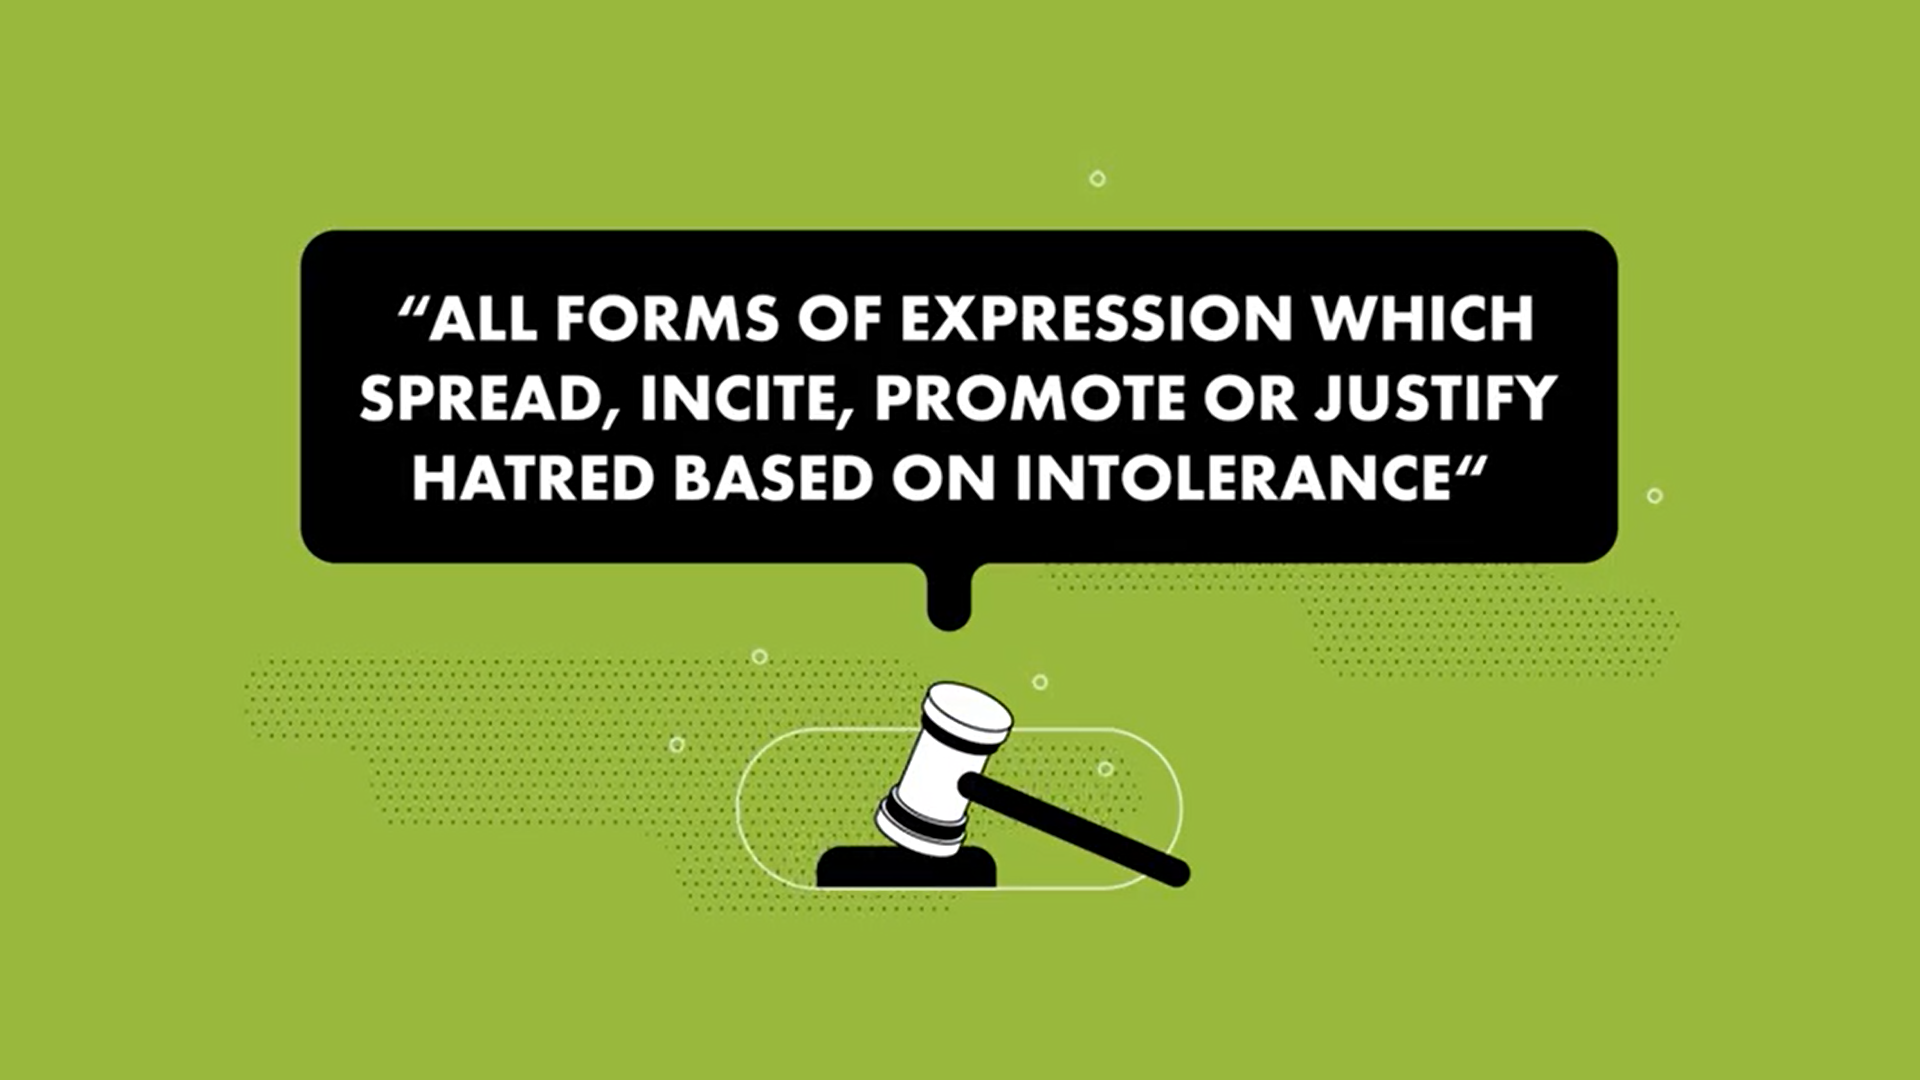 “ALL FORMS OF EXPRESSION WHICH
SPREAD, INCITE, PROMOTE OR JUSTIFY
HATRED BASED ON INTOLERANCE“